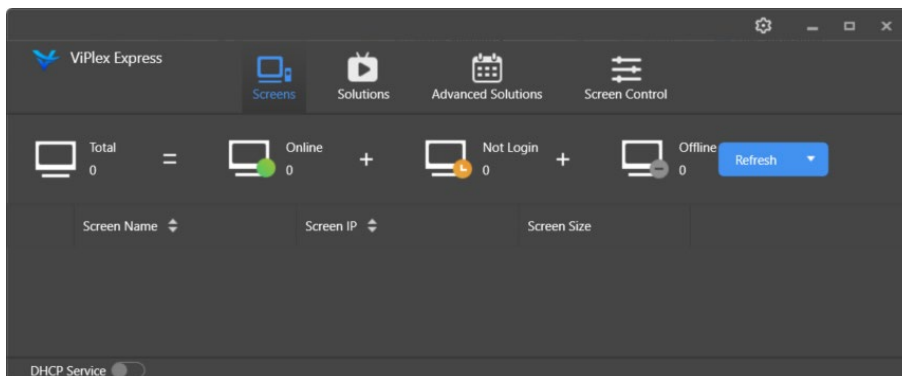 ViPlex Express
Screens Solutions Advanced Solutions Screen Control
Total Online Not Login Offline
0 = 0 + 0 + 0 Refresh
Screen Name Screen IP Screen Size
DHCP Service